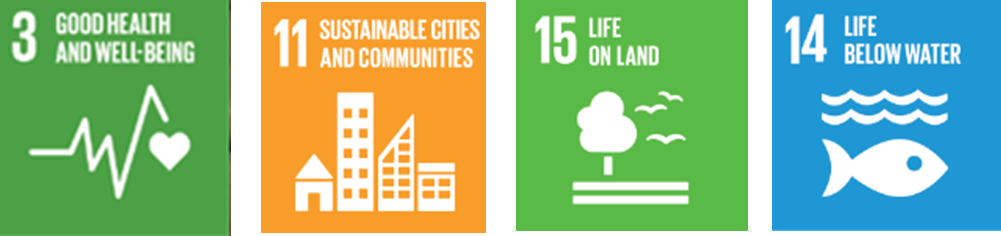 3 GOOD HEALTH
AND WELL-BEING
11 SUSTAINABLE CITIES
AND COMMUNITIES
15 LIFE
ON LAND
14 LIFE
BELOW WATER